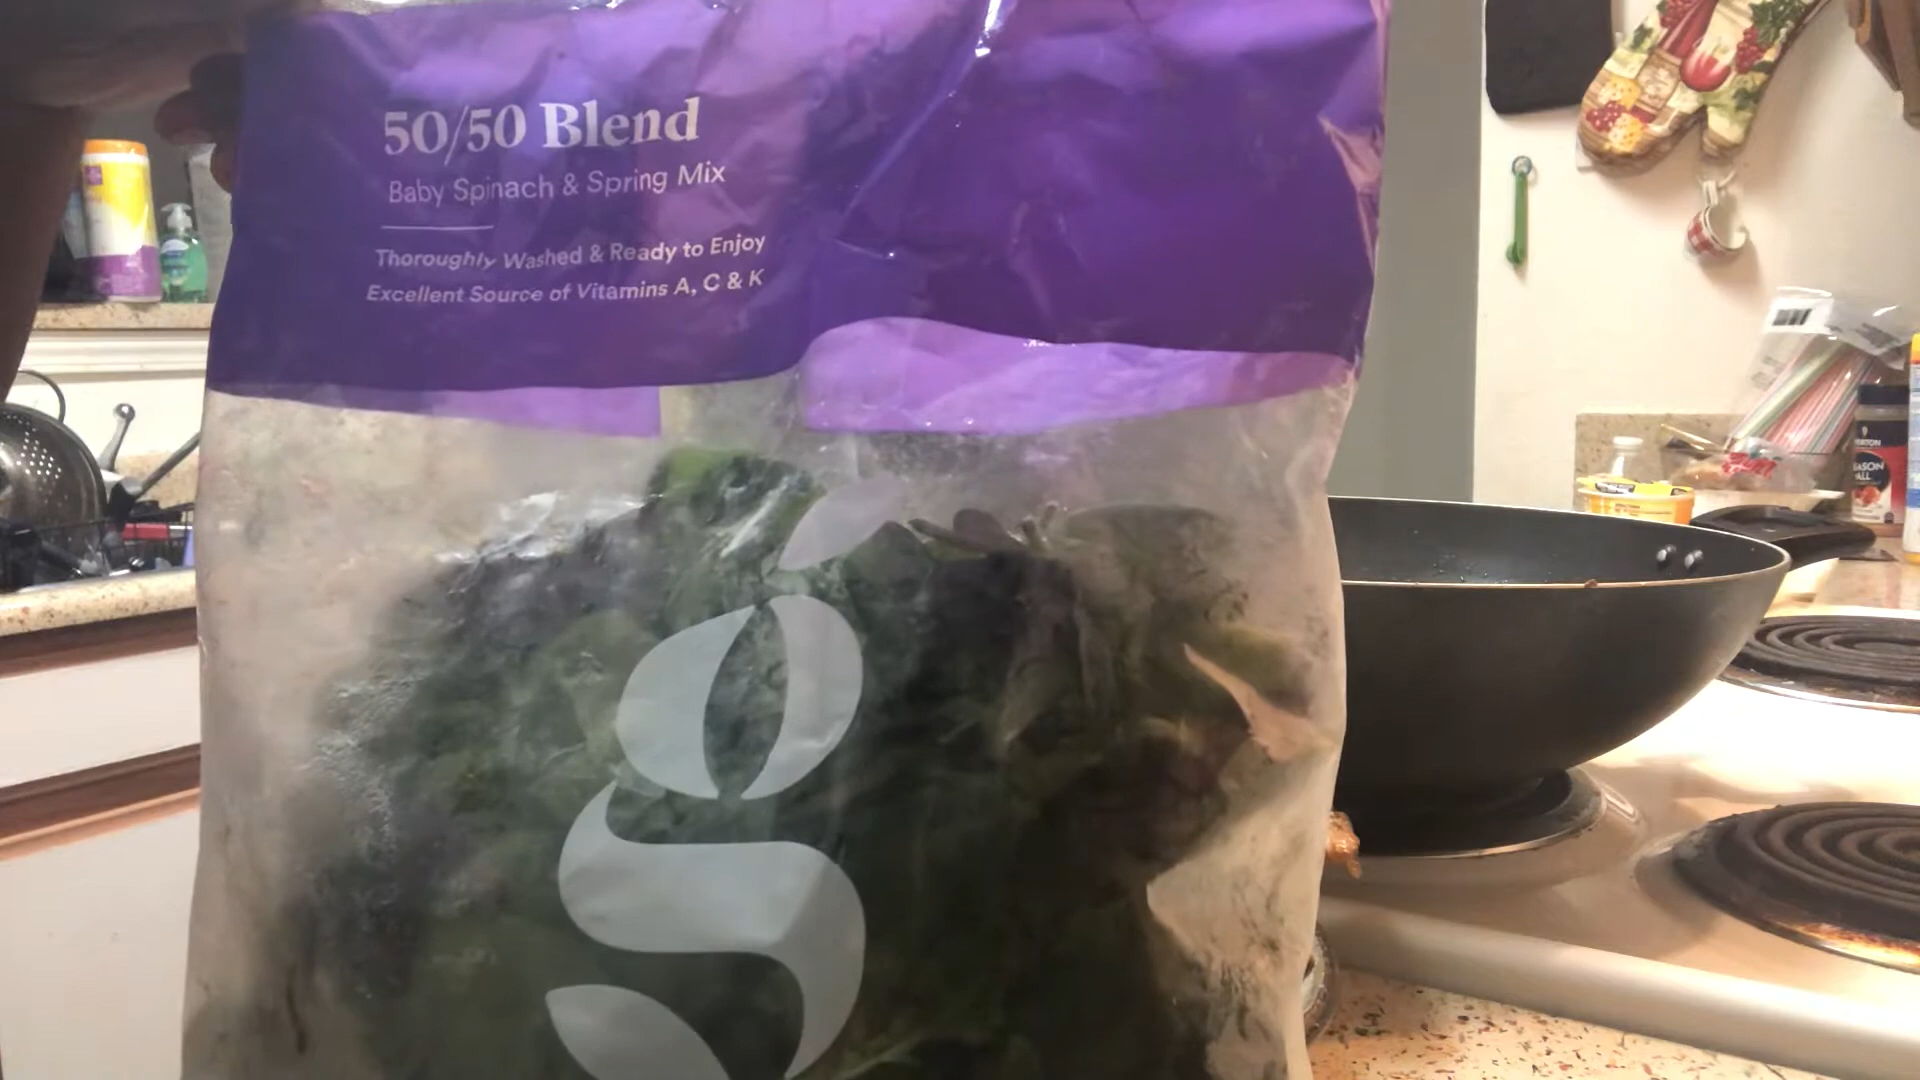 50/50 Blend
Baby Spinach & Spring Mix
Thoroughly Washed & Ready to Enjoy
Excellent Source of Vitamins A, C & K
g